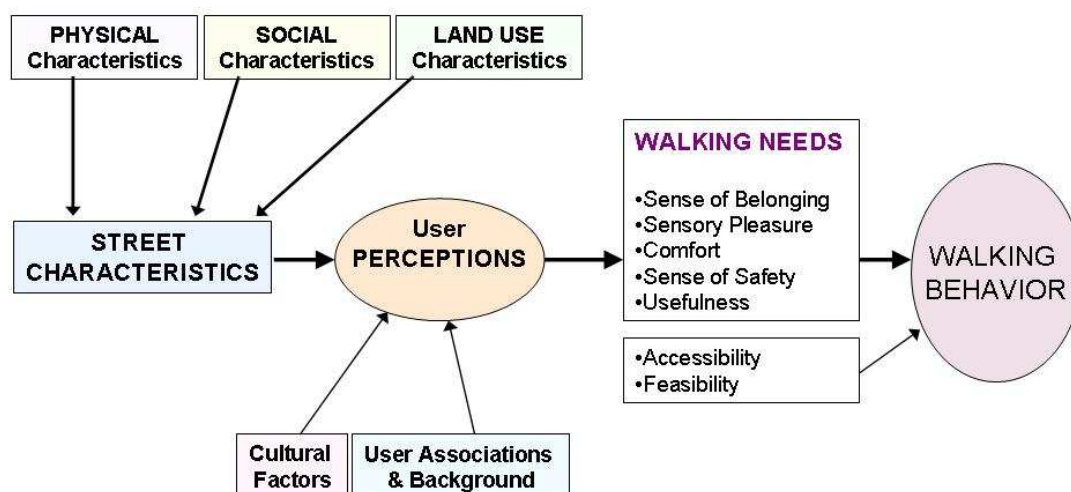 PHYSICAL
Characteristics
SOCIAL
Characteristics
LAND USE
Characteristics
STREET
CHARACTERISTICS
User
PERCEPTIONS
WALKING NEEDS
•Sense of Belonging
•Sensory Pleasure
•Comfort
•Sense of Safety
•Usefulness
•Accessibility
•Feasibility
WALKING
BEHAVIOR
Cultural
Factors
User Associations
& Background